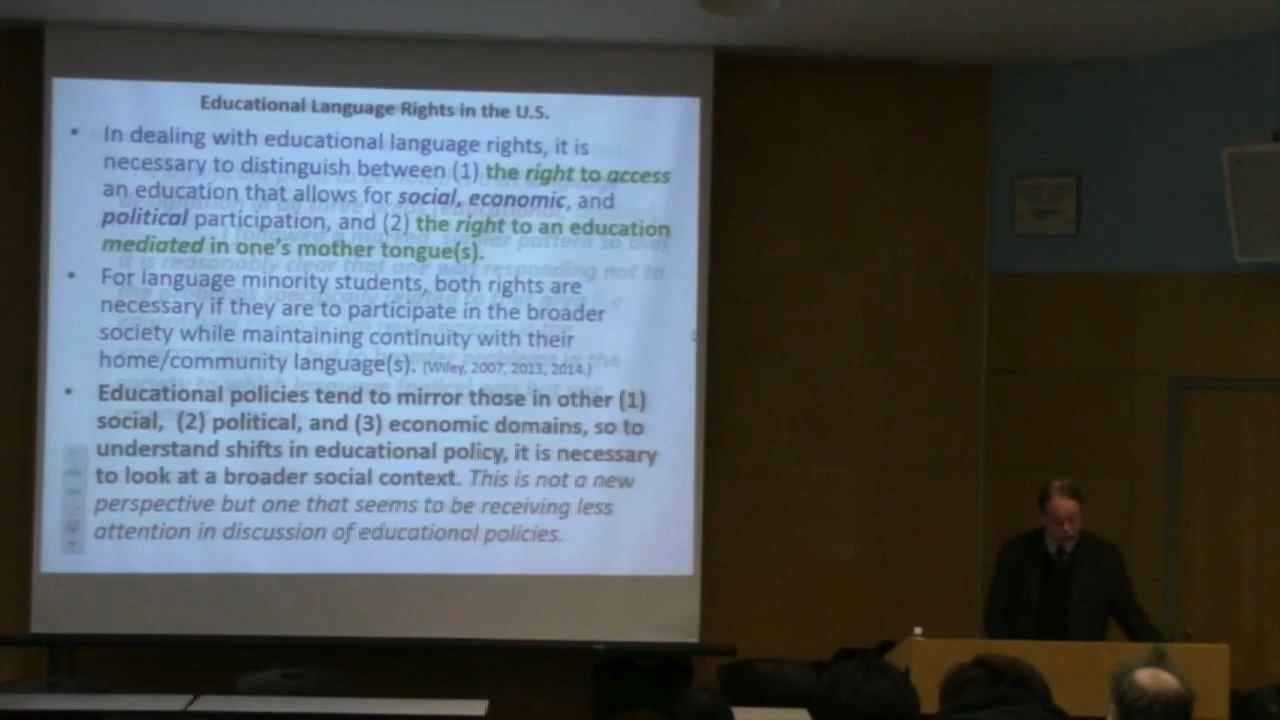 Educational Language Rights in the U.S.
• In dealing with educational language rights, it is
necessary to distinguish between (1) the right to access
an education that allows for social, economic, and
political participation, and (2) the right to an education
mediated in one's mother tongue(s).
• For language minority students, both rights are
necessary if they are to participate in the broader
society while maintaining continuity with their
home/community language(s). (Wiley, 2007, 2013, 2014.)
• Educational policies tend to mirror those in other (1)
social, (2) political, and (3) economic domains, so to
understand shifts in educational policy, it is necessary
to look at a broader social context. This is not a new
perspective but one that seems to be receiving less
attention in discussion of educational policies.